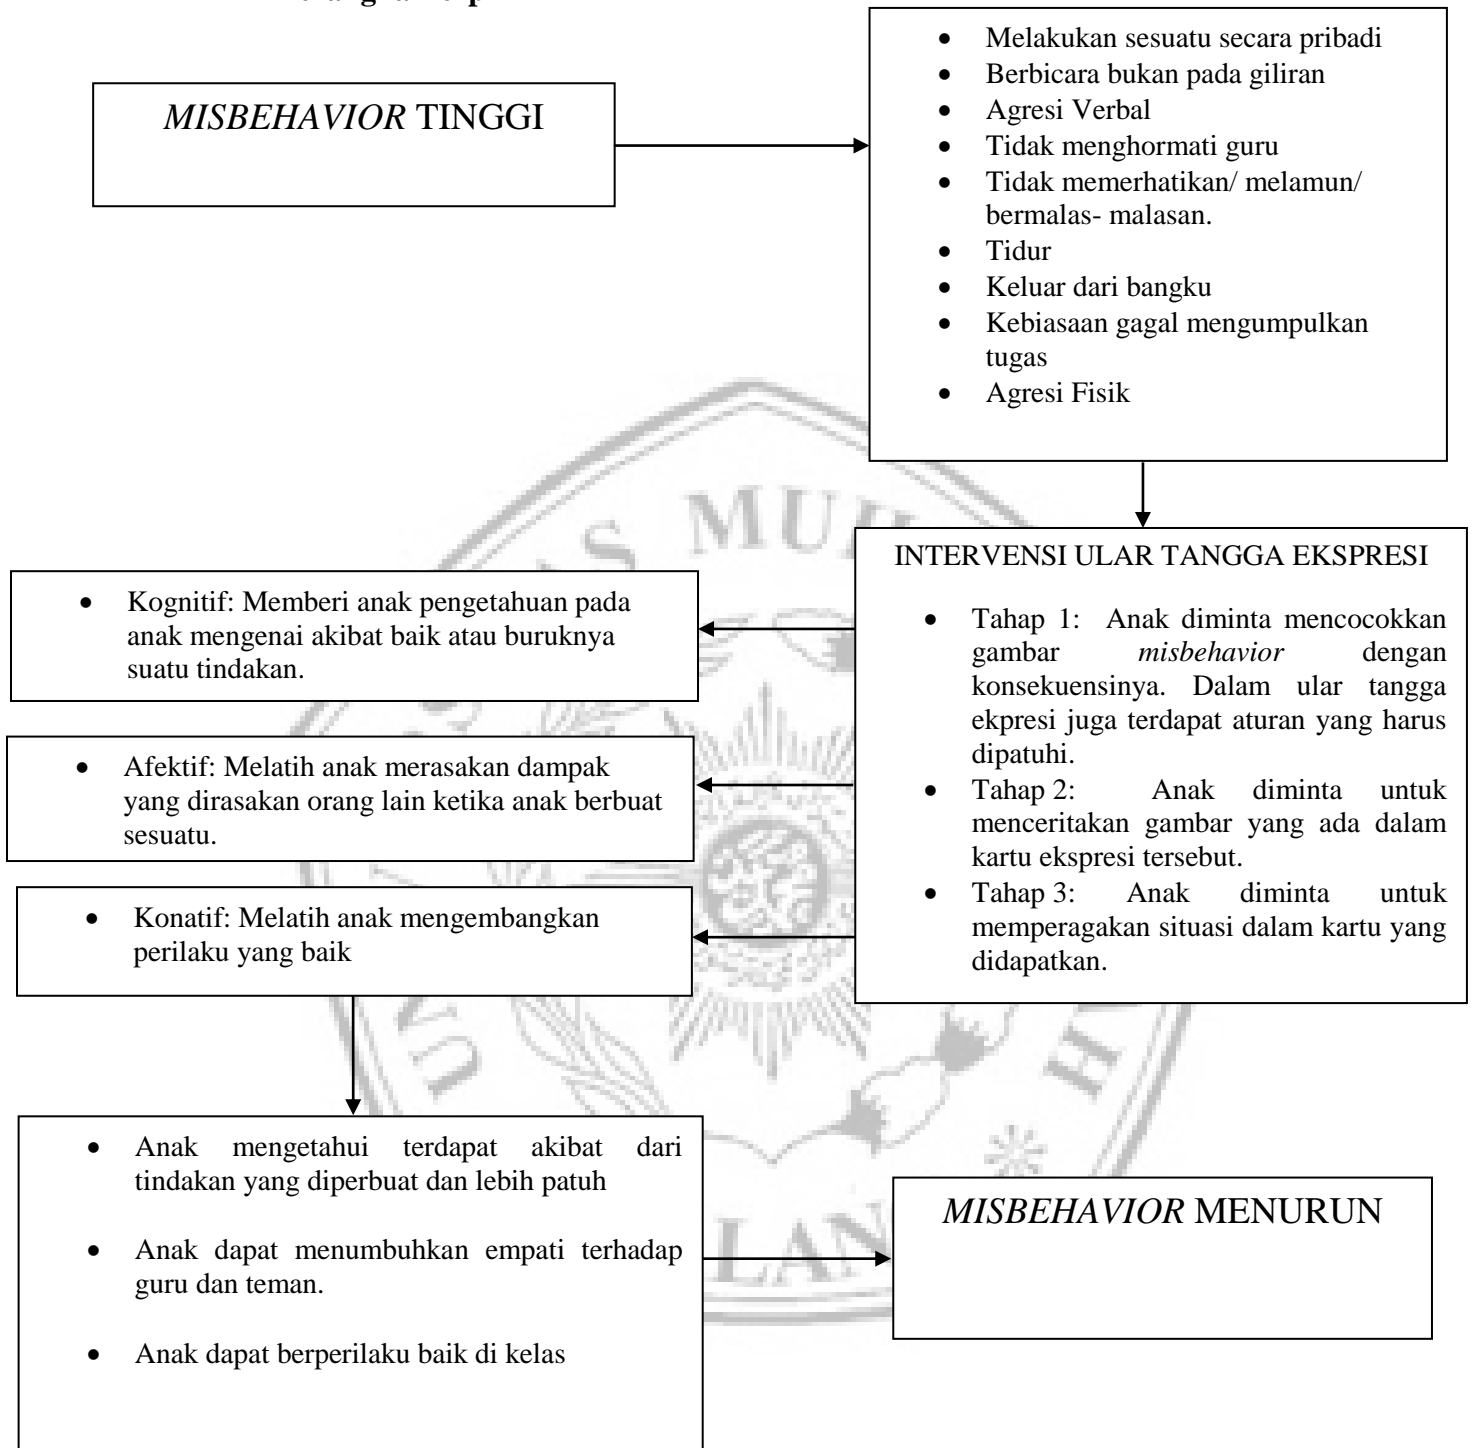 MISBEHAVIOR TINGGI
• Melakukan sesuatu secara pribadi
• Berbicara bukan pada giliran
• Agresi Verbal
• Tidak menghormati guru
• Tidak memerhatikan/ melamun/
bermalas- malasan.
• Tidur
• Keluar dari bangku
• Kebiasaan gagal mengumpulkan
tugas
• Agresi Fisik
INTERVENSI ULAR TANGGA EKSPRESI
• Tahap 1: Anak diminta mencocokkan
gambar misbehavior dengan
konsekuensinya. Dalam ular tangga
ekpresi juga terdapat aturan yang harus
dipatuhi.
• Tahap 2: Anak diminta untuk
menceritakan gambar yang ada dalam
kartu ekspresi tersebut.
• Tahap 3: Anak diminta untuk
memperagakan situasi dalam kartu yang
didapatkan.
• Kognitif: Memberi anak pengetahuan pada
anak mengenai akibat baik atau buruknya
suatu tindakan.
• Afektif: Melatih anak merasakan dampak
yang dirasakan orang lain ketika anak berbuat
sesuatu.
• Konatif: Melatih anak mengembangkan
perilaku yang baik
• Anak mengetahui terdapat akibat dari
tindakan yang diperbuat dan lebih patuh
• Anak dapat menumbuhkan empati terhadap
guru dan teman.
• Anak dapat berperilaku baik di kelas
MISBEHAVIOR MENURUN